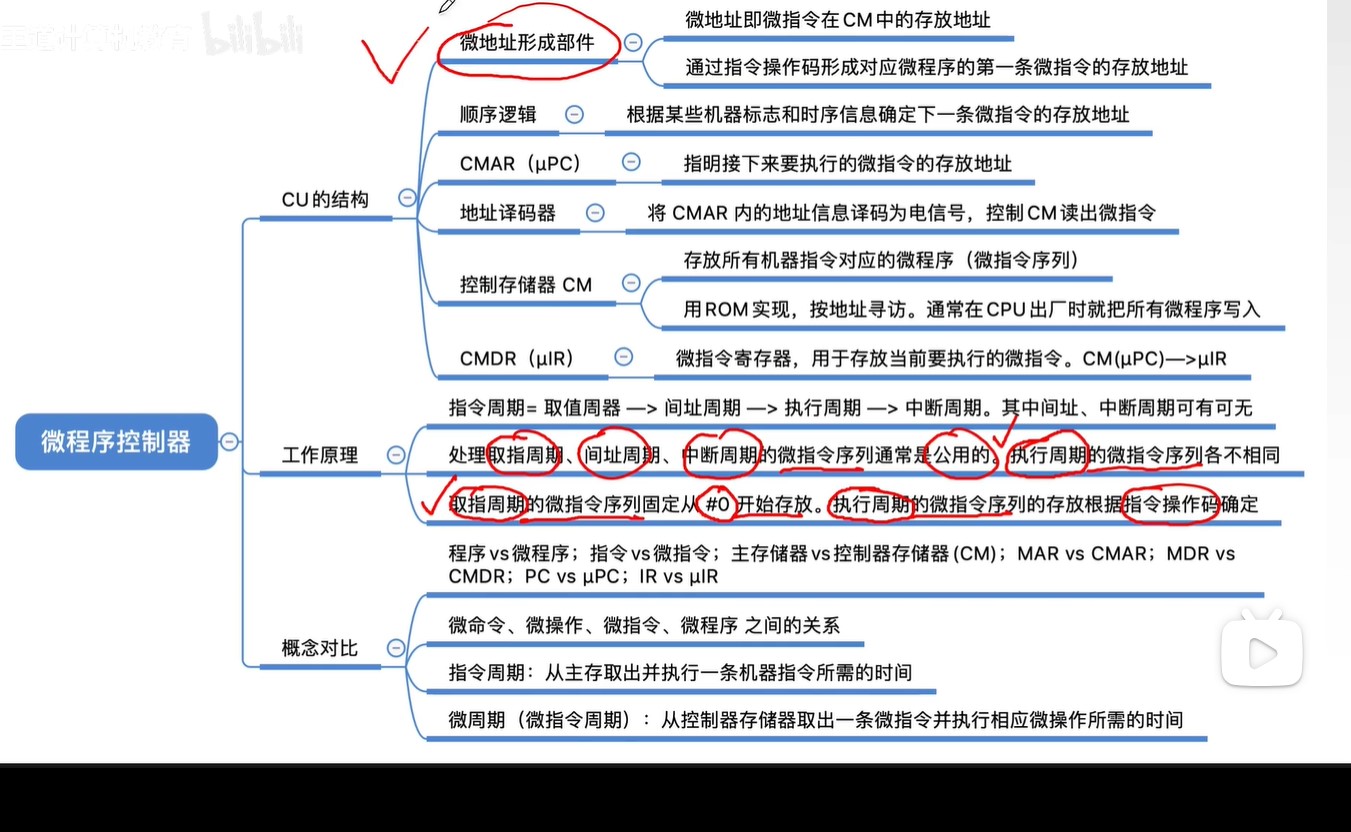 王道计算机教育 bilibili
微地址即微指令在CM中的存放地址
微地址形成部件
通过指令操作码形成对应微程序的第一条微指令的存放地址
顺序逻辑
根据某些机器标志和时序信息确定下一条微指令的存放地址
CMAR（μPC）
指明接下来要执行的微指令的存放地址
CU的结构
地址译码器
将 CMAR 内的地址信息译码为电信号，控制CM读出微指令
存放所有机器指令对应的微程序（微指令序列）
控制存储器 CM
用ROM实现，按地址寻访。通常在CPU出厂时就把所有微程序写入
CMDR（μIR）
微指令寄存器，用于存放当前要执行的微指令。CM(μPC)—>μIR
指令周期= 取值周器 —> 间址周期 —> 执行周期 —> 中断周期。其中间址、中断周期可有可无
微程序控制器
工作原理
处理取指周期、间址周期、中断周期的微指令序列通常是公用的。执行周期的微指令序列各不相同
取指周期的微指令序列固定从 #0 开始存放。执行周期的微指令序列的存放根据指令操作码确定
程序vs微程序；指令vs微指令；主存储器vs控制器存储器(CM)；MAR vs CMAR；MDR vs
CMDR；PC vs μPC；IR vs μIR
概念对比
微命令、微操作、微指令、微程序 之间的关系
指令周期：从主存取出并执行一条机器指令所需的时间
微周期（微指令周期）：从控制器存储器取出一条微指令并执行相应微操作所需的时间